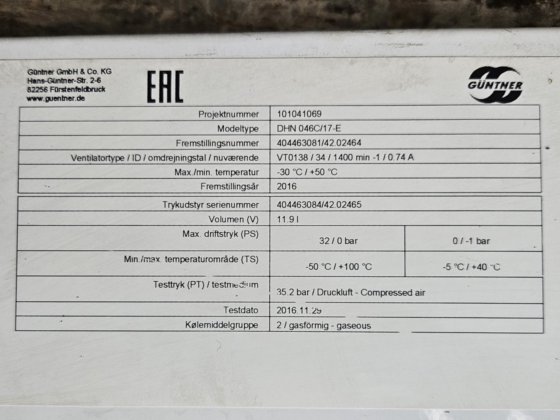 Güntner GmbH & Co. KG
Hans-Güntner-Str. 2-6
82256 Fürstenfeldbruck
www.guentner.de
EAC
GÜNTNER
Projektnummer 101041069
Modeltype DHN 046C/17-E
Fremstillingsnummer 404463081/42.02464
Ventilatortype / ID / omdrejningstal / nuværende VT0138 / 34 / 1400 min -1 / 0.74 A
Max./min. temperatur -30 °C / +50 °C
Fremstillingsår 2016
Trykudstyr serienummer 404463084/42.02465
Volumen (V) 11.9 l
Max. driftstryk (PS) 32 / 0 bar 0 / -1 bar
Min./max. temperaturområde (TS) -50 °C / +100 °C -5 °C / +40 °C
Testtryk (PT) / testmedium 35.2 bar / Druckluft - Compressed air
Testdato 2016.11.29
Kølemiddelgruppe 2 / gasförmig - gaseous